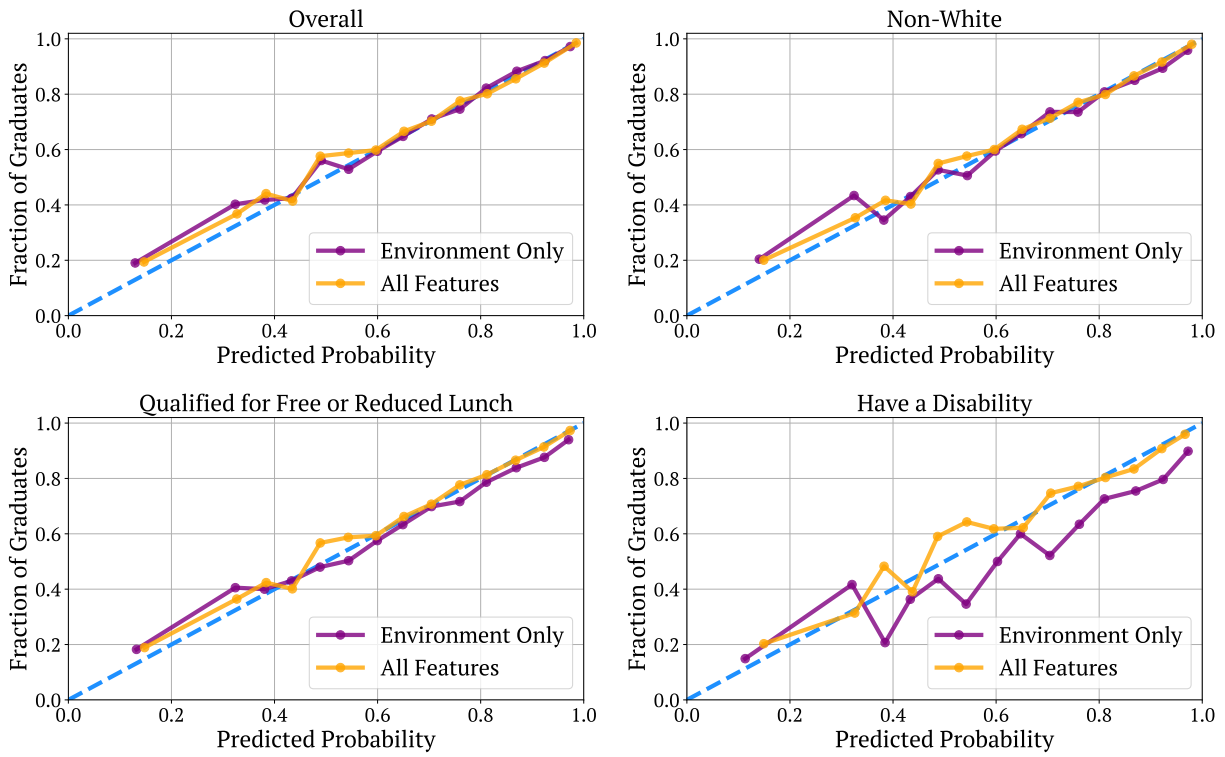 Overall
Fraction of Graduates
1.0
0.8
0.6
0.4
0.2
0.0
Environment Only
All Features
0.0 0.2 0.4 0.6 0.8 1.0
Predicted Probability
Non-White
Fraction of Graduates
1.0
0.8
0.6
0.4
0.2
0.0
Environment Only
All Features
0.0 0.2 0.4 0.6 0.8 1.0
Predicted Probability
Qualified for Free or Reduced Lunch
Fraction of Graduates
1.0
0.8
0.6
0.4
0.2
0.0
Environment Only
All Features
0.0 0.2 0.4 0.6 0.8 1.0
Predicted Probability
Have a Disability
Fraction of Graduates
1.0
0.8
0.6
0.4
0.2
0.0
Environment Only
All Features
0.0 0.2 0.4 0.6 0.8 1.0
Predicted Probability